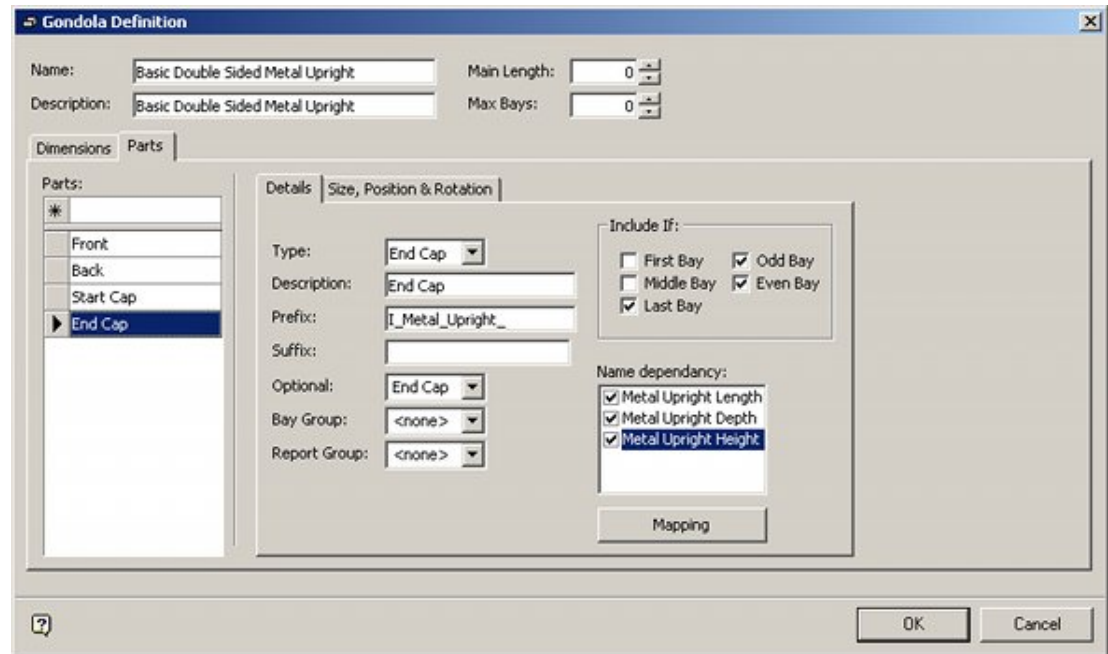 Gondola Definition
Name: Basic Double Sided Metal Upright Main Length: 0
Description: Basic Double Sided Metal Upright Max Bays: 0
Dimensions Parts
Parts:
Front
Back
Start Cap
End Cap
Details Size, Position & Rotation
Type: End Cap
Description: End Cap
Prefix: I_Metal_Upright_
Suffix:
Optional: End Cap
Bay Group: <none>
Report Group: <none>
Include If:
First Bay Odd Bay
Middle Bay Even Bay
Last Bay
Name dependancy:
Metal Upright Length
Metal Upright Depth
Metal Upright Height
Mapping
OK Cancel